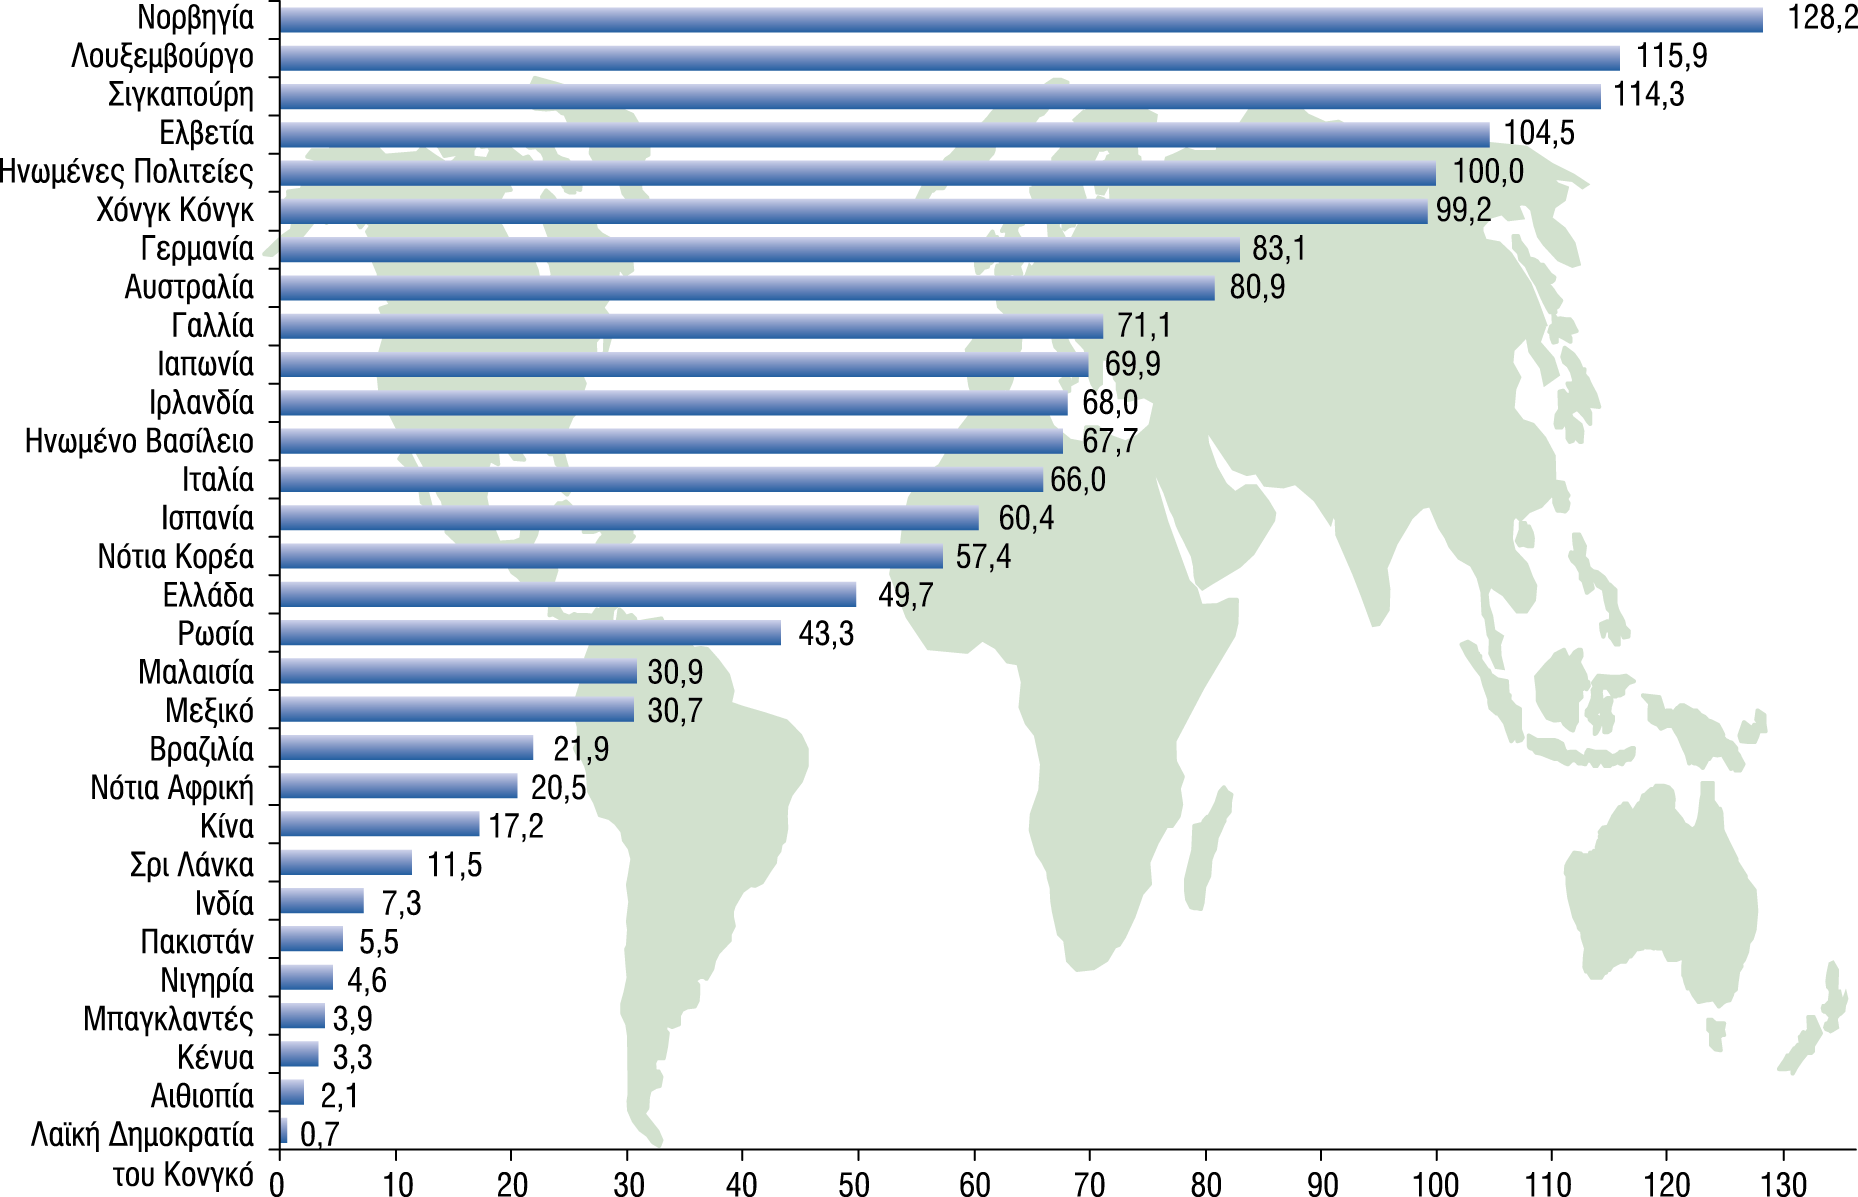 Νορβηγία 128,2
Λουξεμβούργο 115,9
Σιγκαπούρη 114,3
Ελβετία 104,5
Ηνωμένες Πολιτείες 100,0
Χόνγκ Κόνγκ 99,2
Γερμανία 83,1
Αυστραλία 80,9
Γαλλία 71,1
Ιαπωνία 69,9
Ιρλανδία 68,0
Ηνωμένο Βασίλειο 67,7
Ιταλία 66,0
Ισπανία 60,4
Νότια Κορέα 57,4
Ελλάδα 49,7
Ρωσία 43,3
Μαλαισία 30,9
Μεξικό 30,7
Βραζιλία 21,9
Νότια Αφρική 20,5
Κίνα 17,2
Σρι Λάνκα 11,5
Ινδία 7,3
Πακιστάν 5,5
Νιγηρία 4,6
Μπαγκλαντές 3,9
Κένυα 3,3
Αιθιοπία 2,1
Λαϊκή Δημοκρατία 0,7
του Κονγκό
0 10 20 30 40 50 60 70 80 90 100 110 120 130